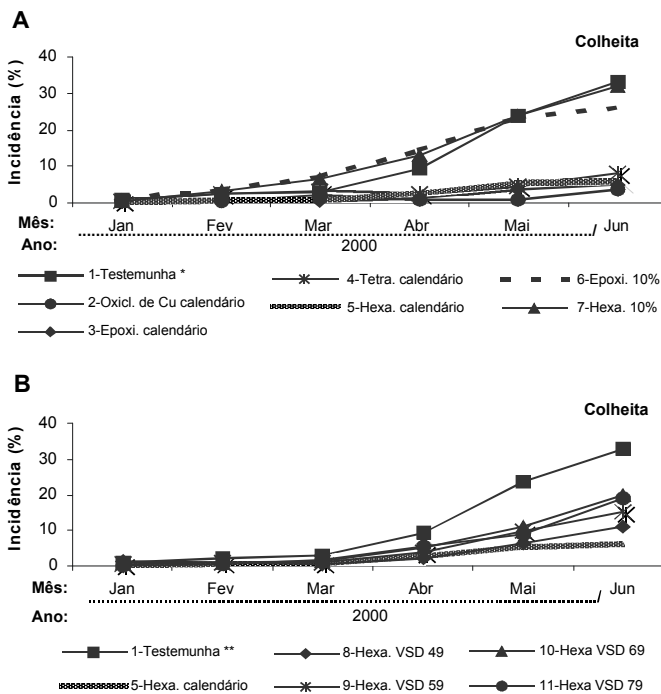 A
Colheita
Incidência (%)
40
30
20
10
0
Mês: Jan Fev Mar Abr Mai Jun
Ano: 2000
1-Testemunha * 4-Tetra. calendário 6-Epoxi. 10%
2-Oxicl. de Cu calendário 5-Hexa. calendário 7-Hexa. 10%
3-Epoxi. calendário
B
Colheita
Incidência (%)
40
30
20
10
0
Mês: Jan Fev Mar Abr Mai Jun
Ano: 2000
1-Testemunha ** 8-Hexa. VSD 49 10-Hexa VSD 69
5-Hexa. calendário 9-Hexa. VSD 59 11-Hexa VSD 79